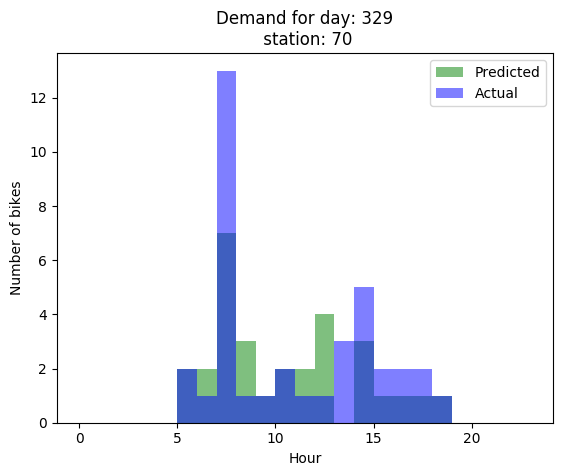 Demand for day: 329
station: 70
Predicted
Actual
Number of bikes
12
10
8
6
4
2
0
0
5
10
15
20
Hour